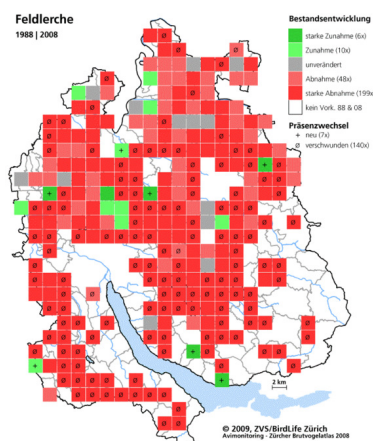 Feldlerche
1988 | 2008
Bestandsentwicklung
starke Zunahme (6x)
Zunahme (10x)
unverändert
Abnahme (48x)
starke Abnahme (199x
kein Vork. 88 & 08
Präsenzwechsel
+ neu (7x)
ø verschwunden (140x)
2 km
© 2009, ZVS/BirdLife Zürich
Avimonitoring - Zürcher Brutvogelatlas 2008